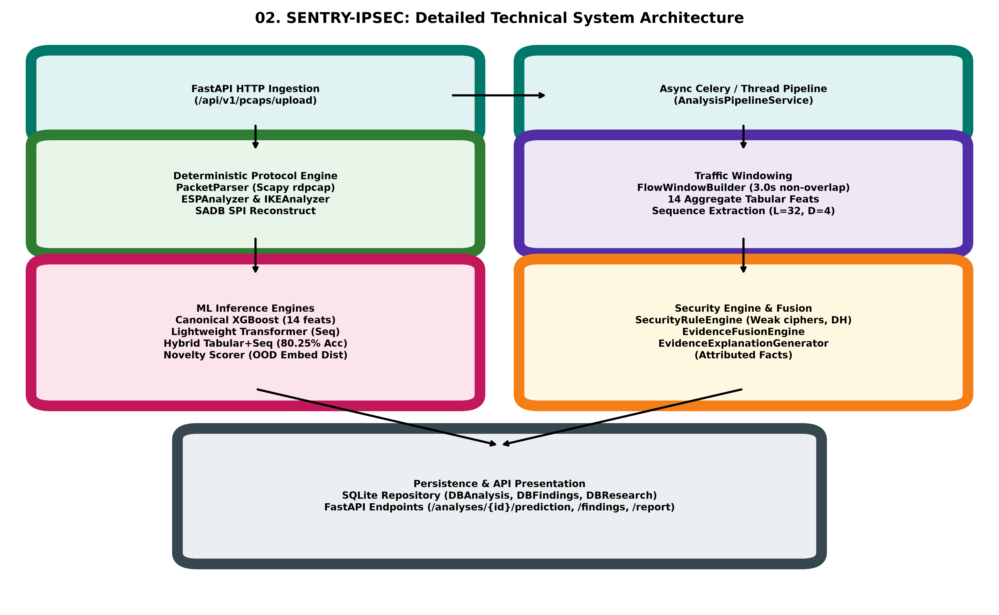 02. SENTRY-IPSEC: Detailed Technical System Architecture
FastAPI HTTP Ingestion
(/api/v1/pcaps/upload)
Async Celery / Thread Pipeline
(AnalysisPipelineService)
Deterministic Protocol Engine
PacketParser (Scapy rdpcap)
ESPAnalyzer & IKEAnalyzer
SADB SPI Reconstruct
Traffic Windowing
FlowWindowBuilder (3.0s non-overlap)
14 Aggregate Tabular Feats
Sequence Extraction (L=32, D=4)
ML Inference Engines
Canonical XGBoost (14 feats)
Lightweight Transformer (Seq)
Hybrid Tabular+Seq (80.25% Acc)
Novelty Scorer (OOD Embed Dist)
Security Engine & Fusion
SecurityRuleEngine (Weak ciphers, DH)
EvidenceFusionEngine
EvidenceExplanationGenerator
(Attributed Facts)
Persistence & API Presentation
SQLite Repository (DBAnalysis, DBFindings, DBResearch)
FastAPI Endpoints (/analyses/{id}/prediction, /findings, /report)